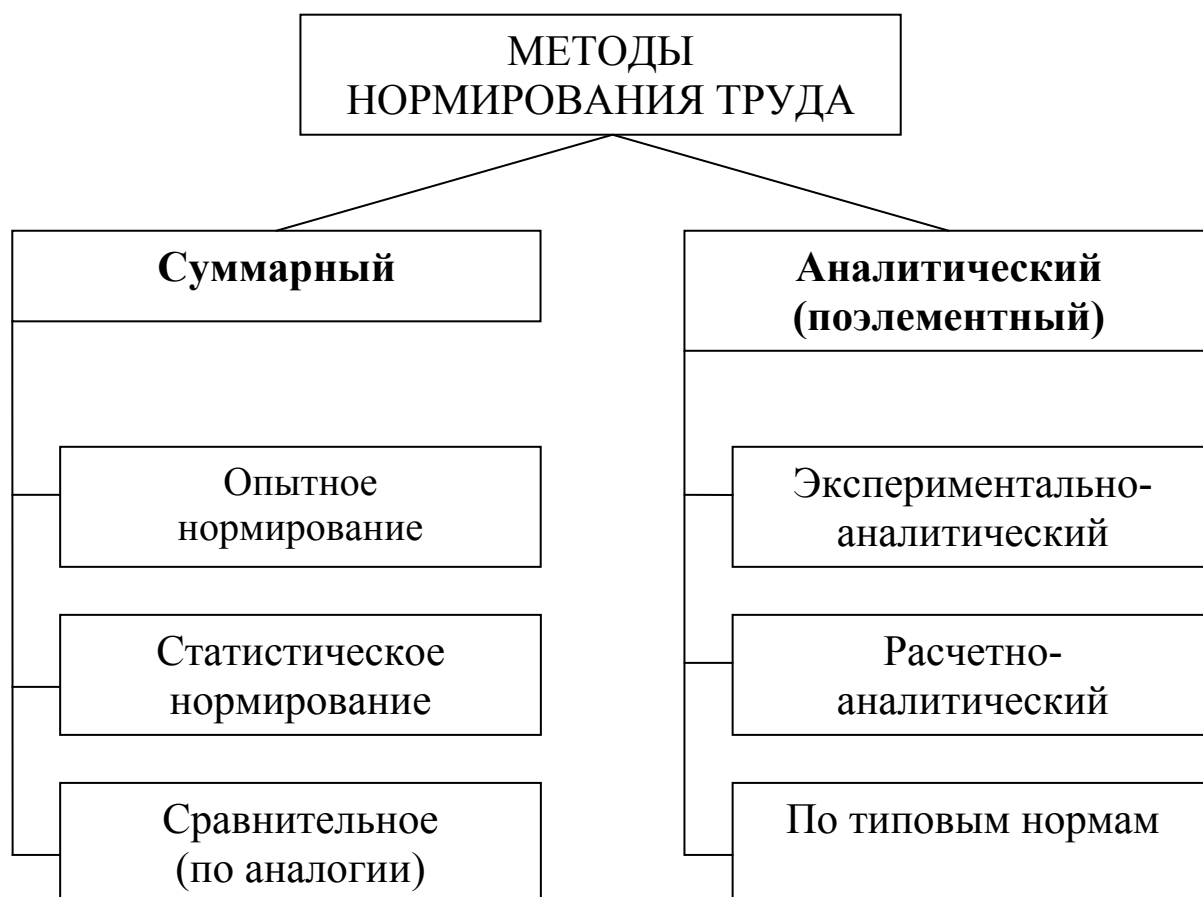 МЕТОДЫ
НОРМИРОВАНИЯ ТРУДА
Суммарный
Аналитический
(поэлементный)
Опытное
нормирование
Экспериментально-
аналитический
Статистическое
нормирование
Расчетно-
аналитический
Сравнительное
(по аналогии)
По типовым нормам